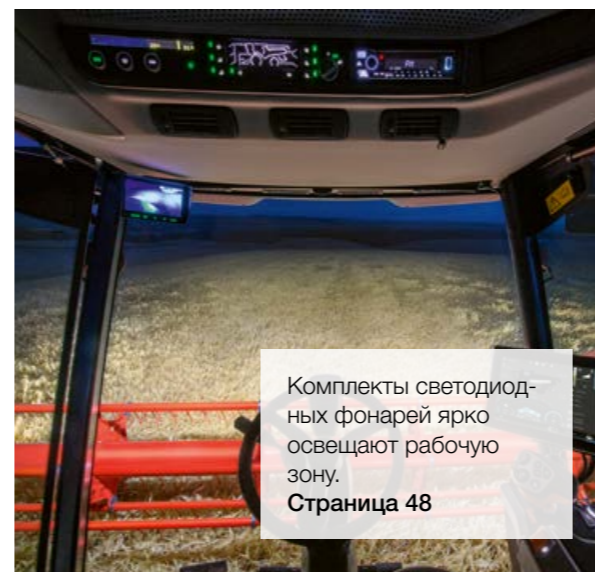 Комплекты светодиод-
ных фонарей ярко
освещают рабочую
зону.
Страница 48